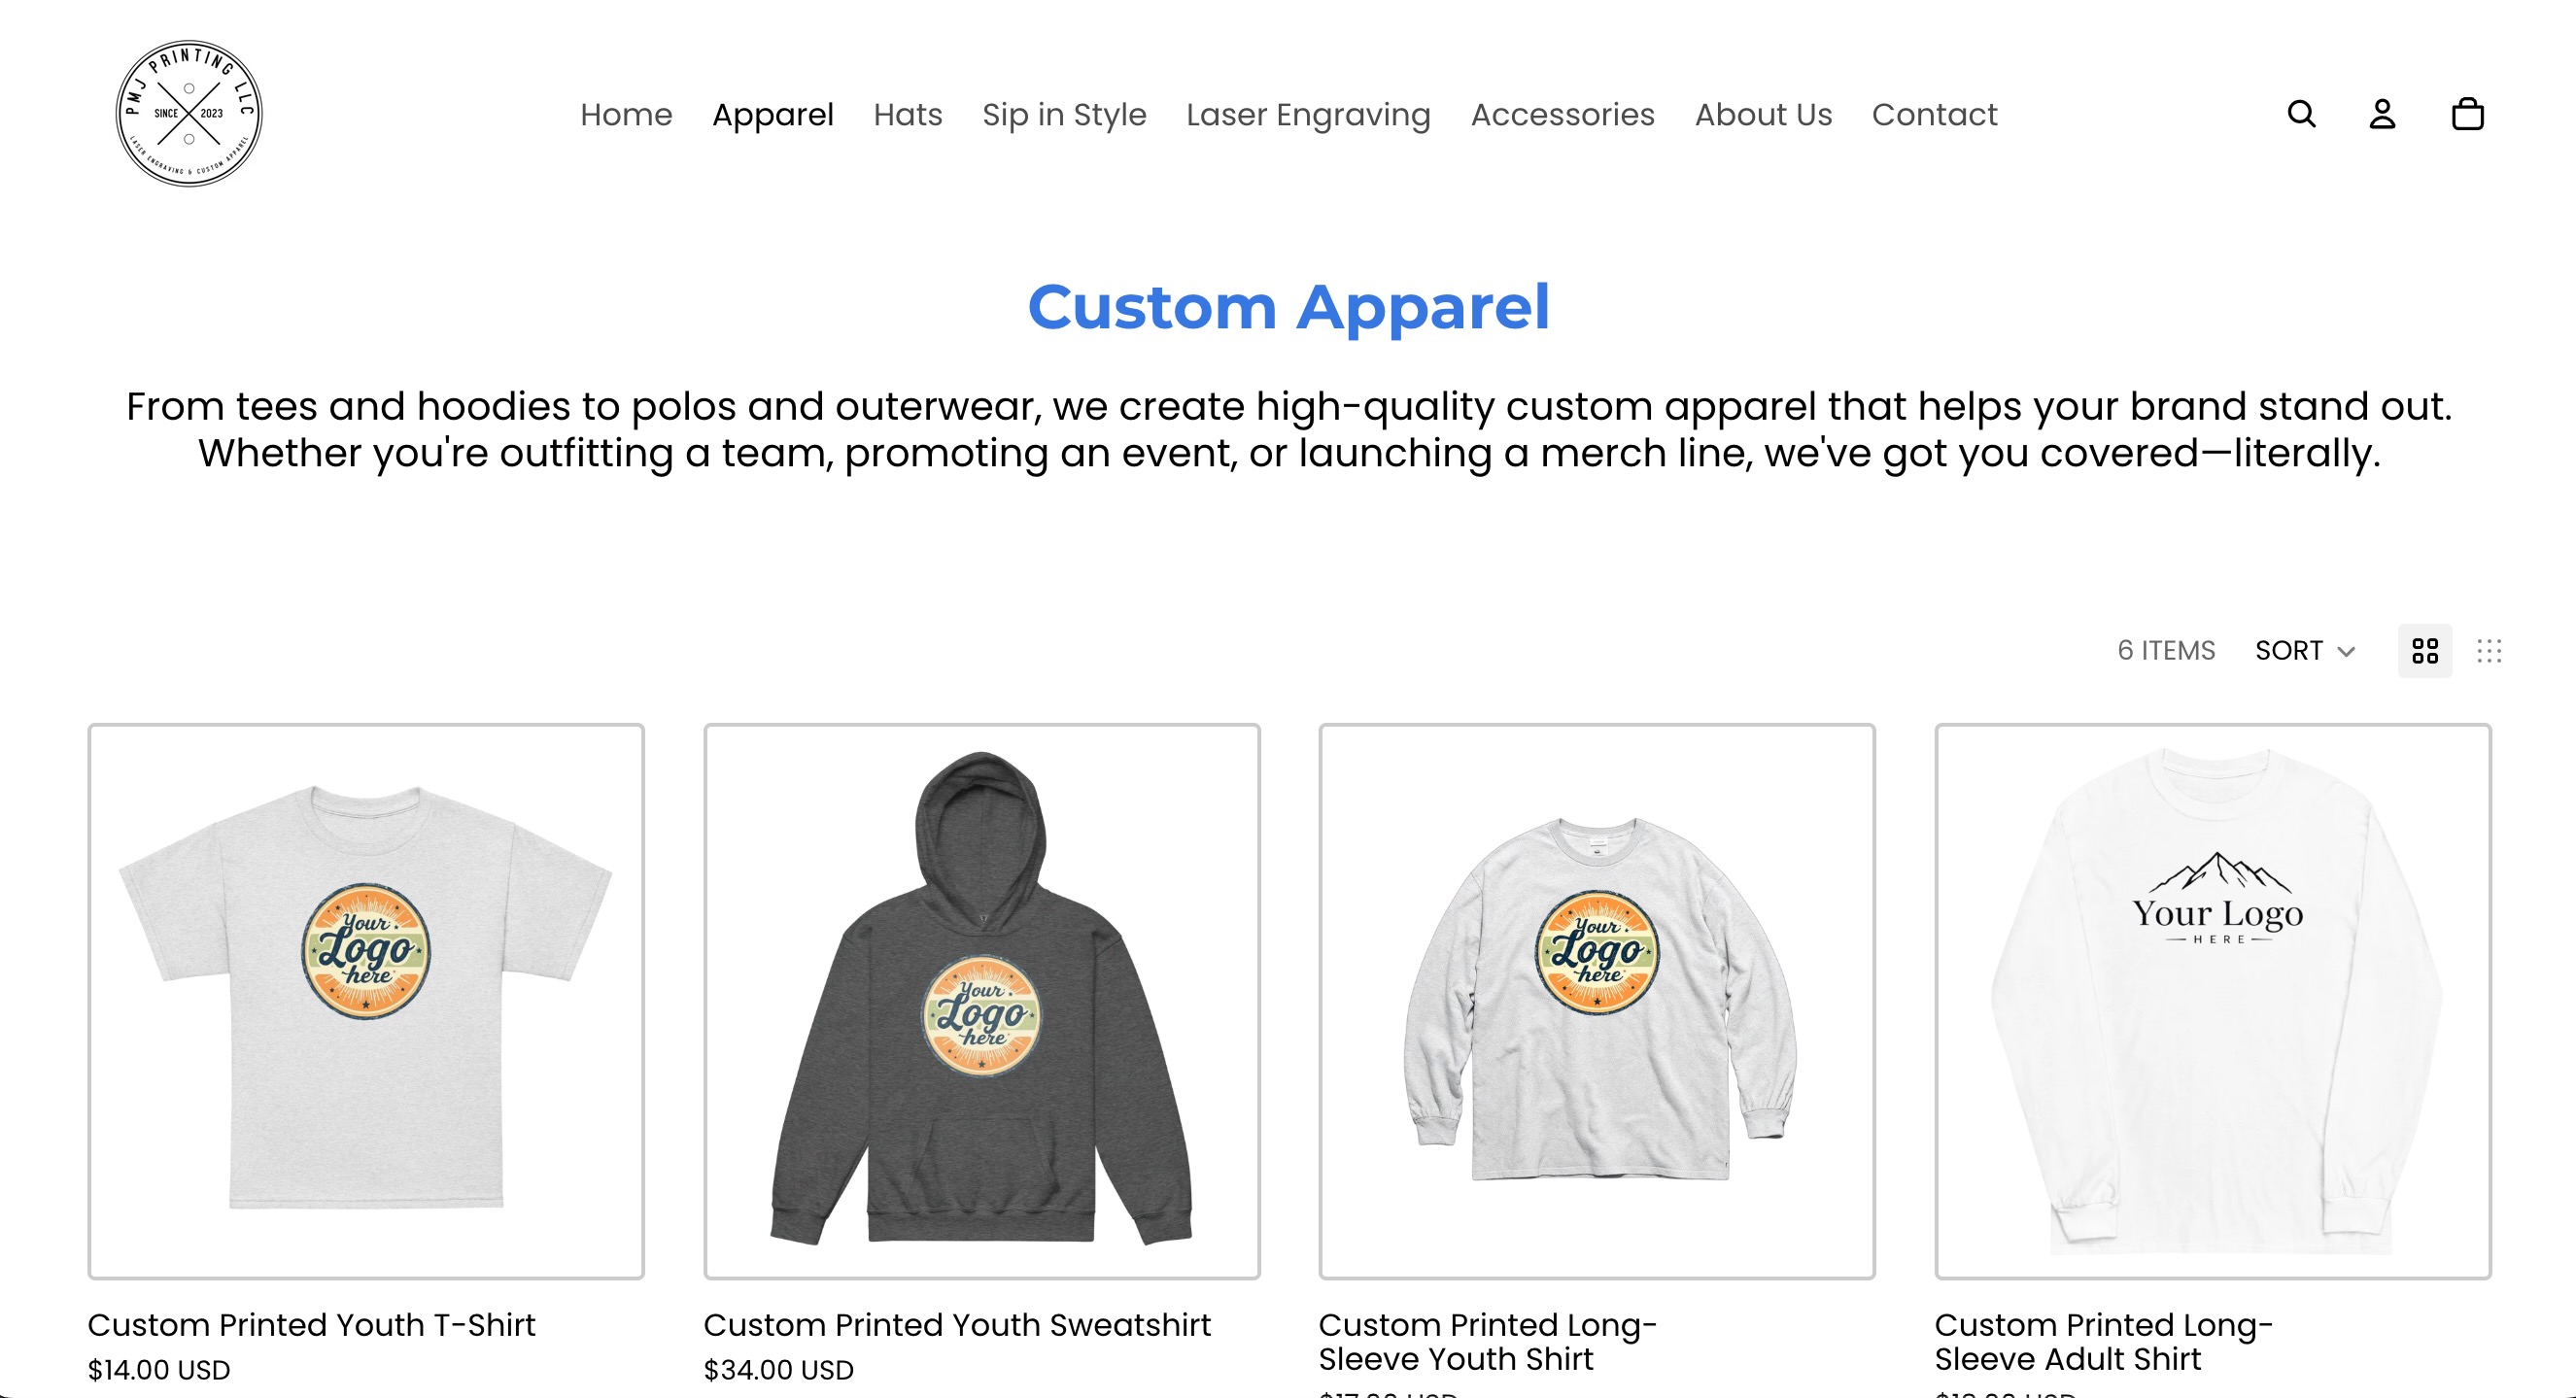 PMJ PRINTING LLC
SINCE 2023
LASER ENGRAVING & CUSTOM APPAREL
Home Apparel Hats Sip in Style Laser Engraving Accessories About Us Contact
Custom Apparel
From tees and hoodies to polos and outerwear, we create high-quality custom apparel that helps your brand stand out.
Whether you're outfitting a team, promoting an event, or launching a merch line, we've got you covered—literally.
6 ITEMS SORT
Your
Logo
here
Your
Logo
here
Your
Logo
here
Your Logo
HERE
Custom Printed Youth T-Shirt
$14.00 USD
Custom Printed Youth Sweatshirt
$34.00 USD
Custom Printed Long-
Sleeve Youth Shirt
Custom Printed Long-
Sleeve Adult Shirt